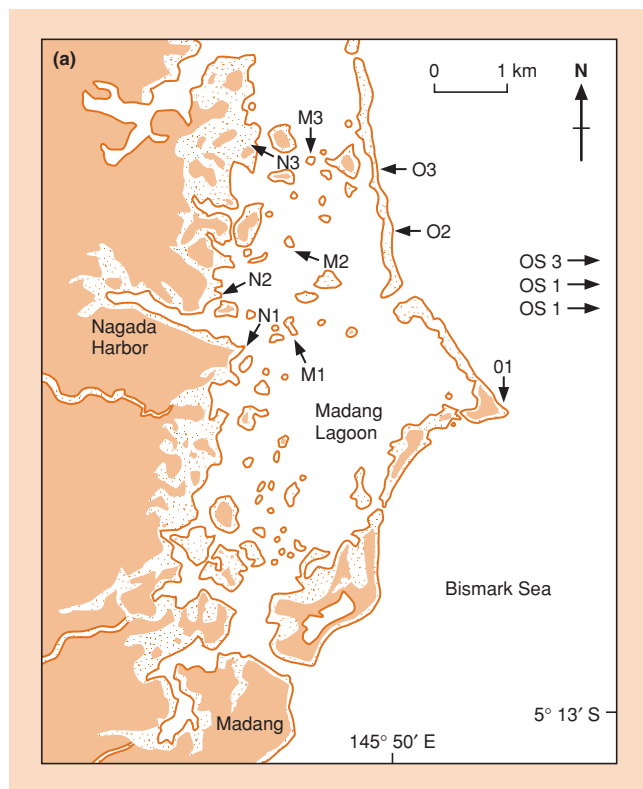 (a)
0 1 km
N
M3
N3
O3
O2
M2
OS 3
OS 1
OS 1
N2
N1
Nagada
Harbor
M1
01
Madang
Lagoon
Bismark Sea
5° 13′ S
Madang
145° 50′ E